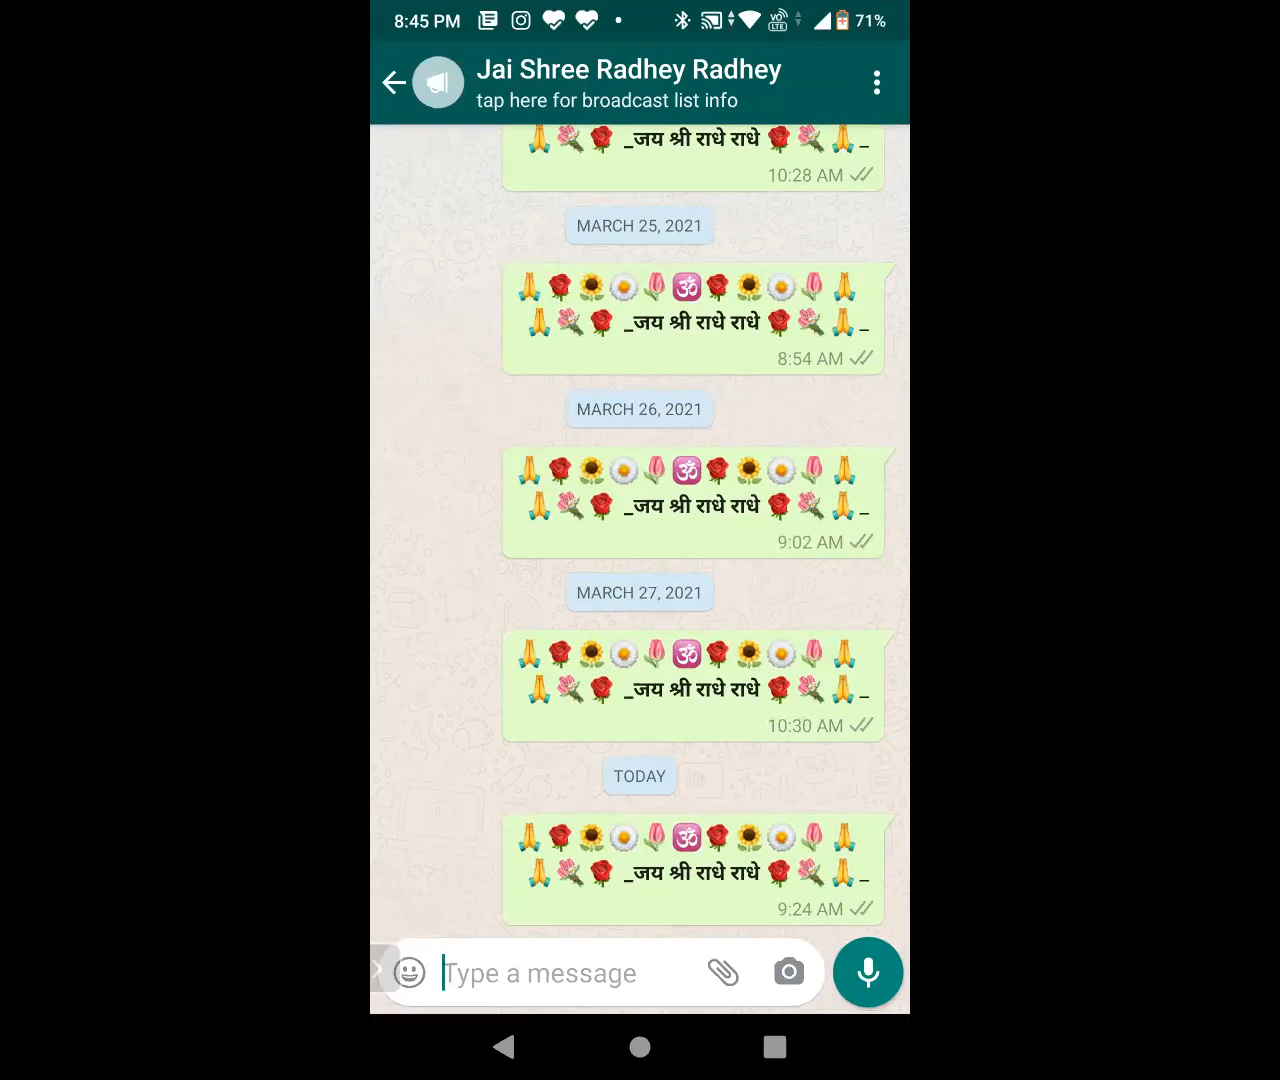 8:45 PM VO LTE 71%
Jai Shree Radhey Radhey
tap here for broadcast list info
🙏💐🌹 _जय श्री राधे राधे 🌹💐🙏_
10:28 AM
MARCH 25, 2021
🙏🌹🌻🌼🌷🕉🌹🌻🌼🌷🙏
🙏💐🌹 _जय श्री राधे राधे 🌹💐🙏_
8:54 AM
MARCH 26, 2021
🙏🌹🌻🌼🌷🕉🌹🌻🌼🌷🙏
🙏💐🌹 _जय श्री राधे राधे 🌹💐🙏_
9:02 AM
MARCH 27, 2021
🙏🌹🌻🌼🌷🕉🌹🌻🌼🌷🙏
🙏💐🌹 _जय श्री राधे राधे 🌹💐🙏_
10:30 AM
TODAY
🙏🌹🌻🌼🌷🕉🌹🌻🌼🌷🙏
🙏💐🌹 _जय श्री राधे राधे 🌹💐🙏_
9:24 AM
Type a message